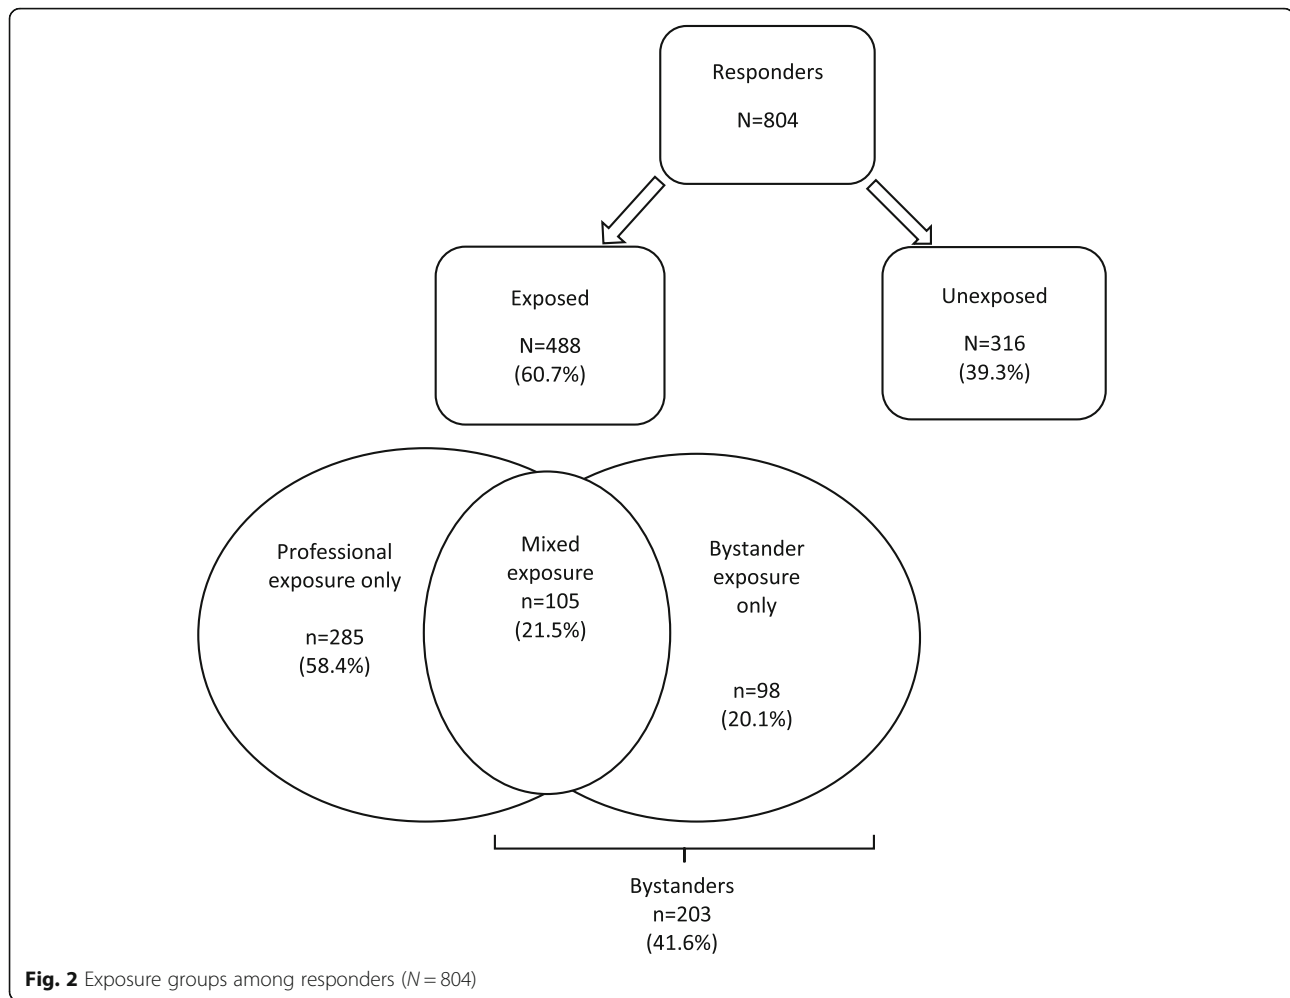 Responders
N=804
Exposed
N=488
(60.7%)
Unexposed
N=316
(39.3%)
Professional
exposure only
n=285
(58.4%)
Mixed
exposure
n=105
(21.5%)
Bystander
exposure
only
n=98
(20.1%)
Bystanders
n=203
(41.6%)
Fig. 2 Exposure groups among responders (N = 804)